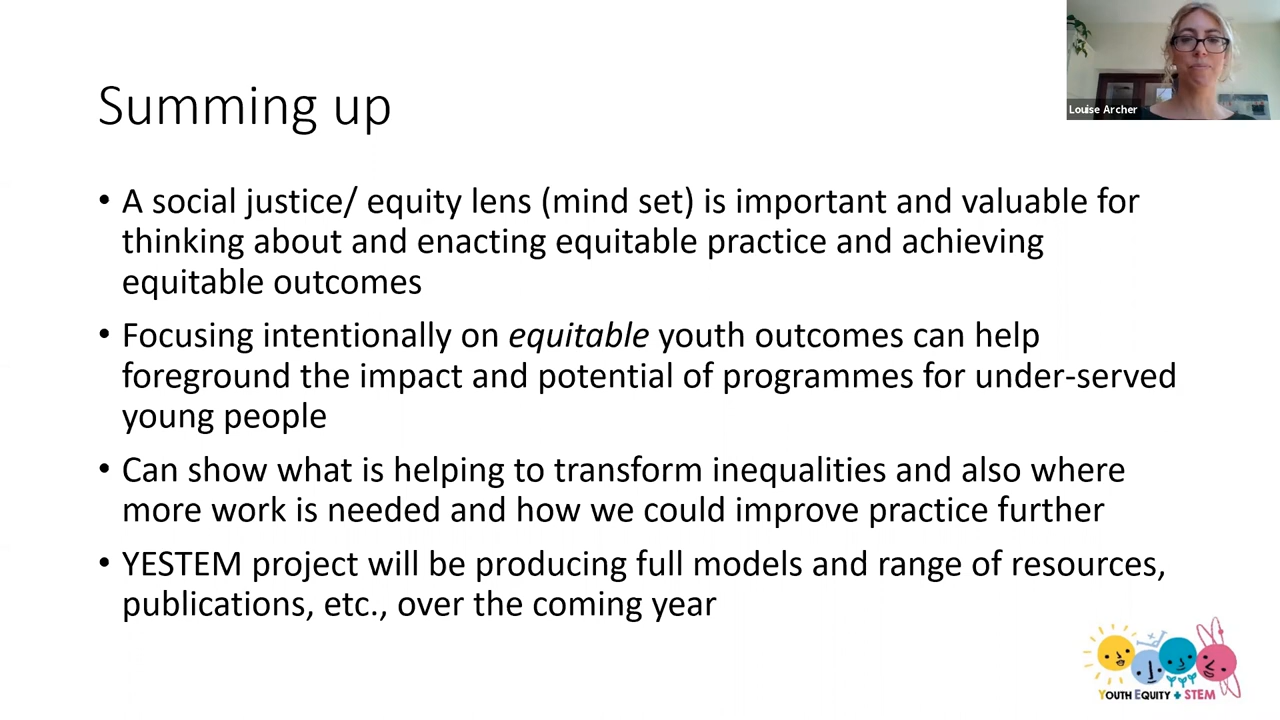 Louise Archer
Summing up
• A social justice/ equity lens (mind set) is important and valuable for
thinking about and enacting equitable practice and achieving
equitable outcomes
• Focusing intentionally on equitable youth outcomes can help
foreground the impact and potential of programmes for under-served
young people
• Can show what is helping to transform inequalities and also where
more work is needed and how we could improve practice further
• YESTEM project will be producing full models and range of resources,
publications, etc., over the coming year
YOUTH EQUITY + STEM